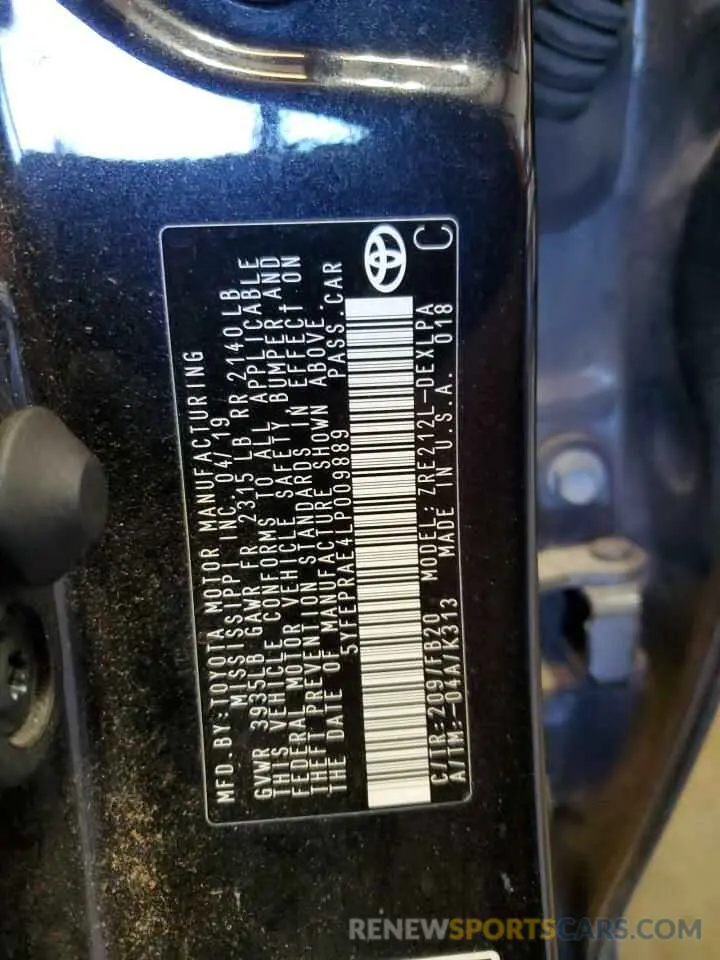 MFD.BY:TOYOTA MOTOR MANUFACTURING
MISSISSIPPI INC. 04/19
GVWR 3935LB GAWR FR 2315 LB RR 2140LB
THIS VEHICLE CONFORMS TO ALL APPLICABLE
FEDERAL MOTOR VEHICLE SAFETY, BUMPER AND
THEFT PREVENTION STANDARDS IN EFFECT ON
THE DATE OF MANUFACTURE SHOWN ABOVE.
5YFEPRAE4LP009889 PASS.CAR
C/TR:209/FB20 MODEL:ZRE212L-DEXLPA
A/TM:-04A/K313 MADE IN U.S.A. 018
C
RENEWSPORTSCARS.COM